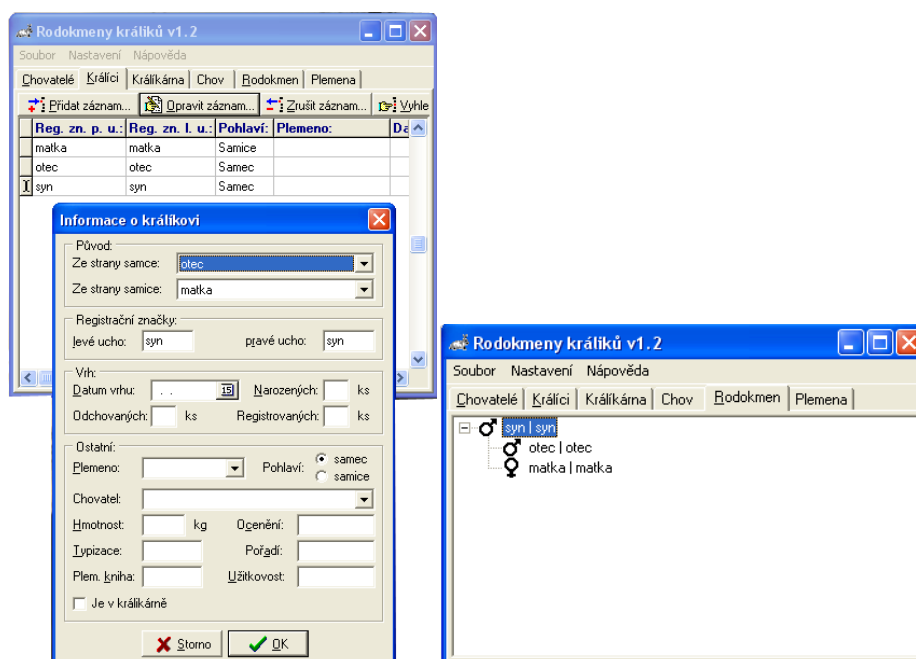 Rodokmeny králíků v1.2
Soubor Nastavení Nápověda
Chovatelé Králíci Králíkárna Chov Rodokmen Plemena
Přidat záznam... Opravit záznam... Zrušit záznam... Vyhle
Reg. zn. p. u.: Reg. zn. l. u.: Pohlaví: Plemeno: Da
matka matka Samice
otec otec Samec
syn syn Samec
Informace o králíkovi
Původ:
Ze strany samce: otec
Ze strany samice: matka
Registrační značky:
levé ucho: syn pravé ucho: syn
Vrh:
Datum vrhu: . . 15 Narozených: ks
Odchovaných: ks Registrovaných: ks
Ostatní:
Plemeno: Pohlaví: samec
samice
Chovatel:
Hmotnost: kg Ocenění:
Typizace: Pořadí:
Plem. kniha: Užitkovost:
Je v králikárně
Storno OK
Rodokmeny králíků v1.2
Soubor Nastavení Nápověda
Chovatelé Králíci Králíkárna Chov Rodokmen Plemena
syn | syn
otec | otec
matka | matka